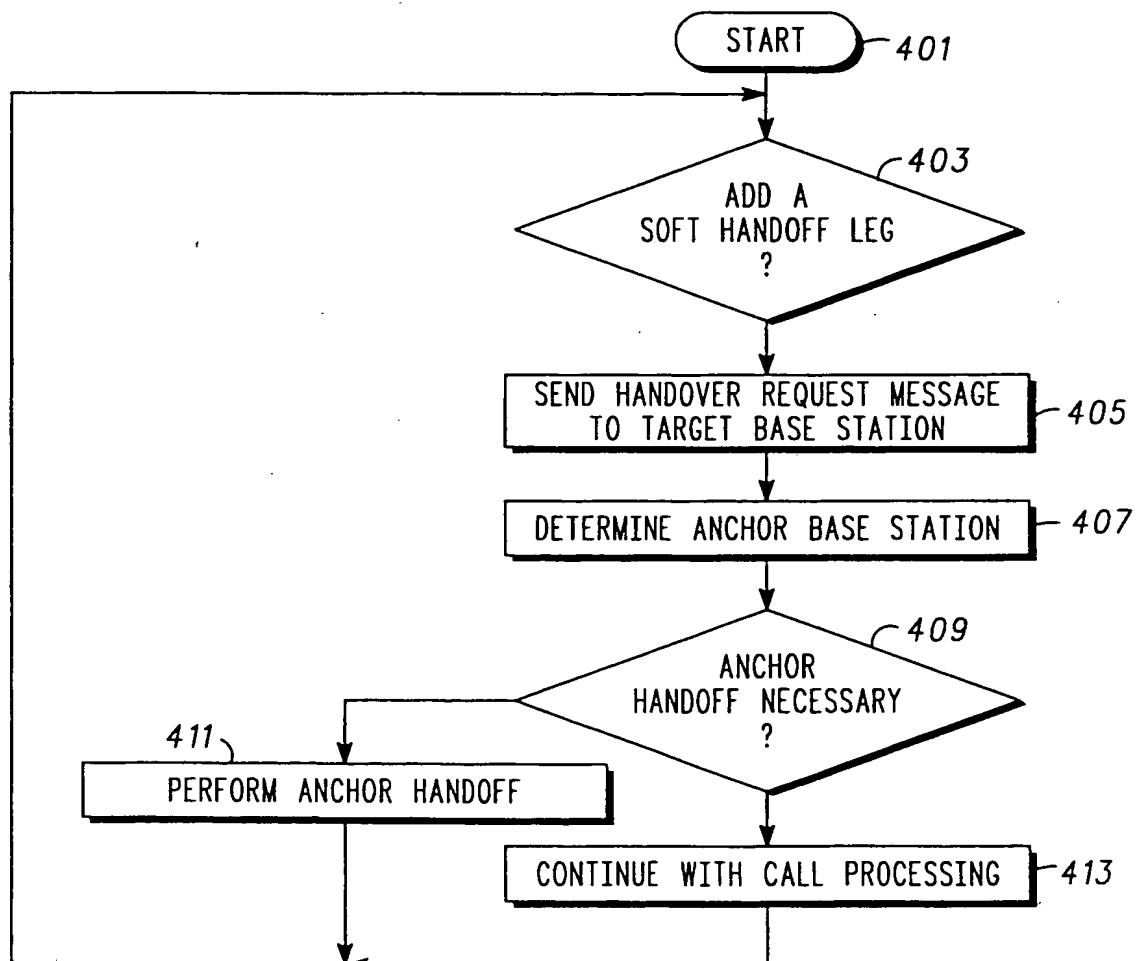 START
401
403
ADD A
SOFT HANDOFF LEG
?
SEND HANDOVER REQUEST MESSAGE
TO TARGET BASE STATION
405
DETERMINE ANCHOR BASE STATION
407
409
ANCHOR
HANDOFF NECESSARY
?
411
PERFORM ANCHOR HANDOFF
CONTINUE WITH CALL PROCESSING
413